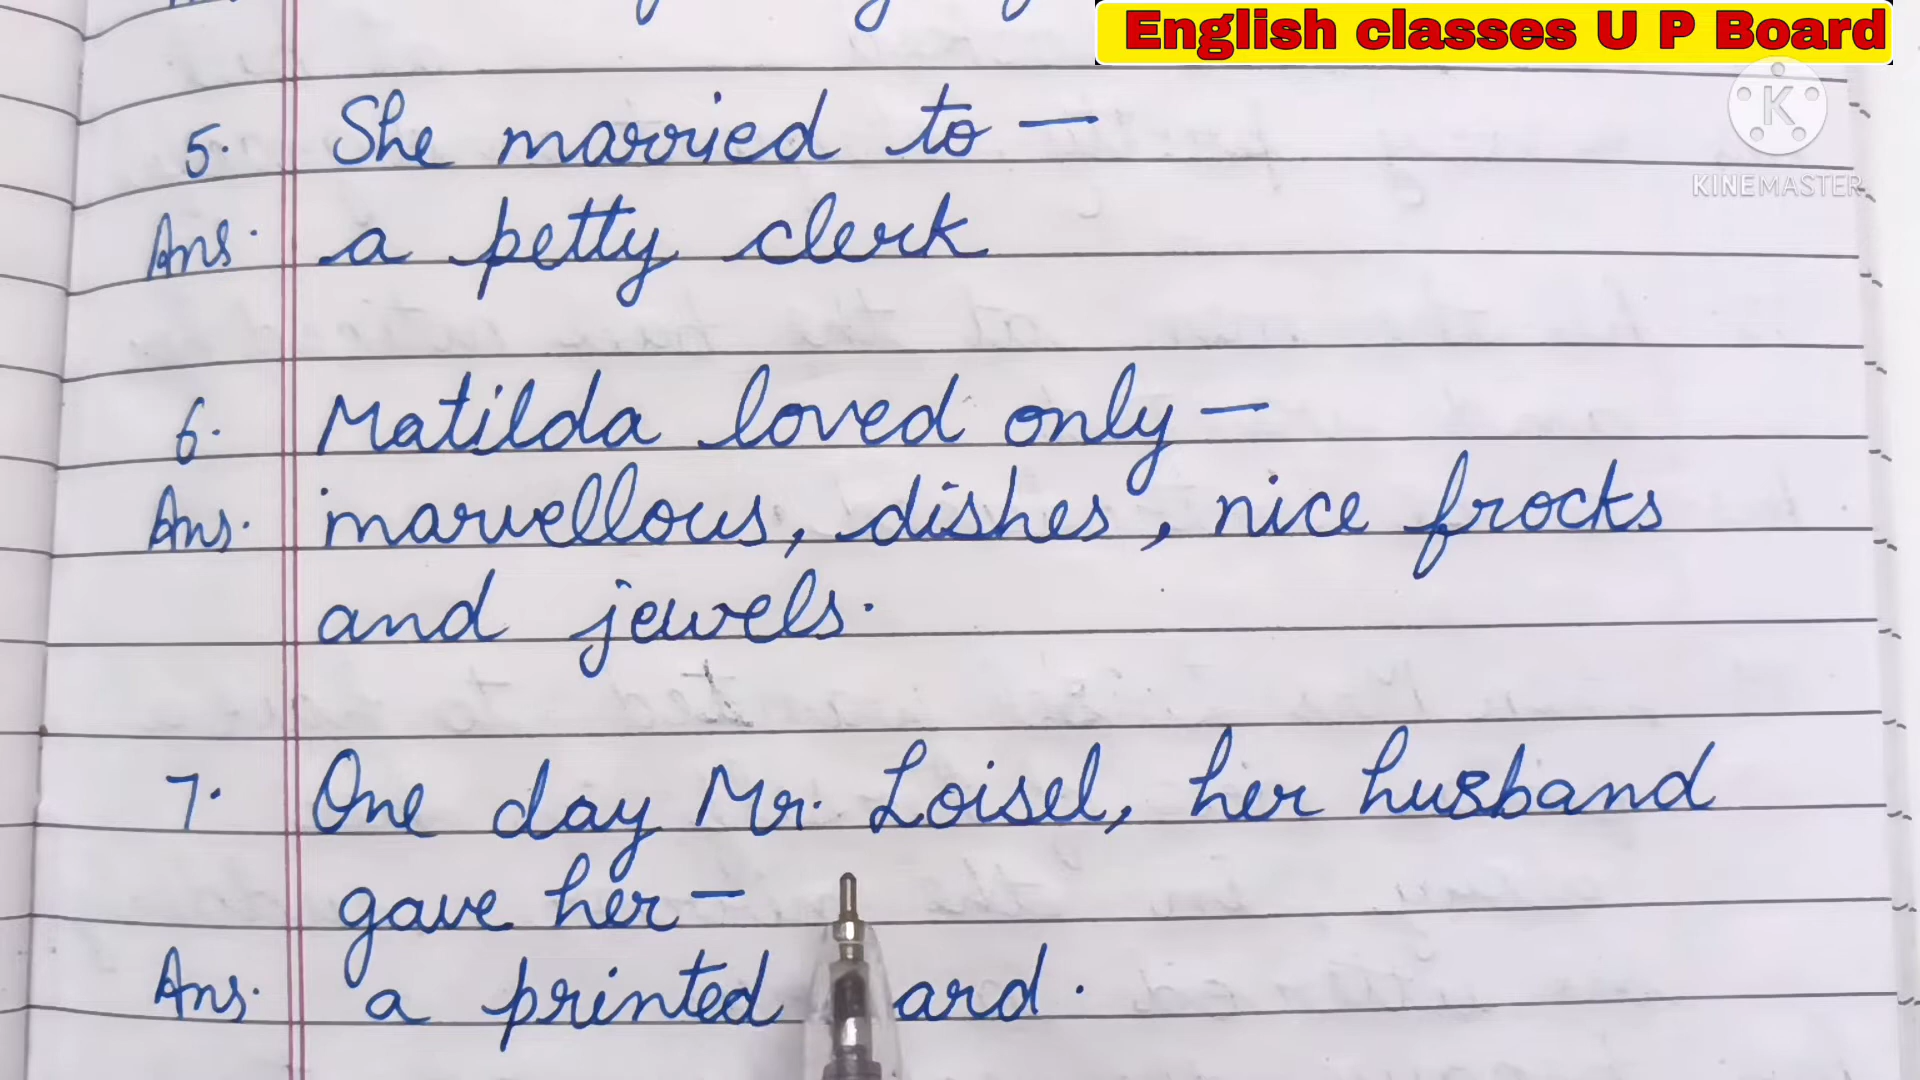 English classes U P Board
K
KINEMASTER
5. She married to —
Ans. a petty clerk
6. Matilda loved only —
Ans. marvellous, dishes, nice frocks
and jewels.
7. One day Mr. Loisel, her husband
gave her —
Ans. a printed ard.